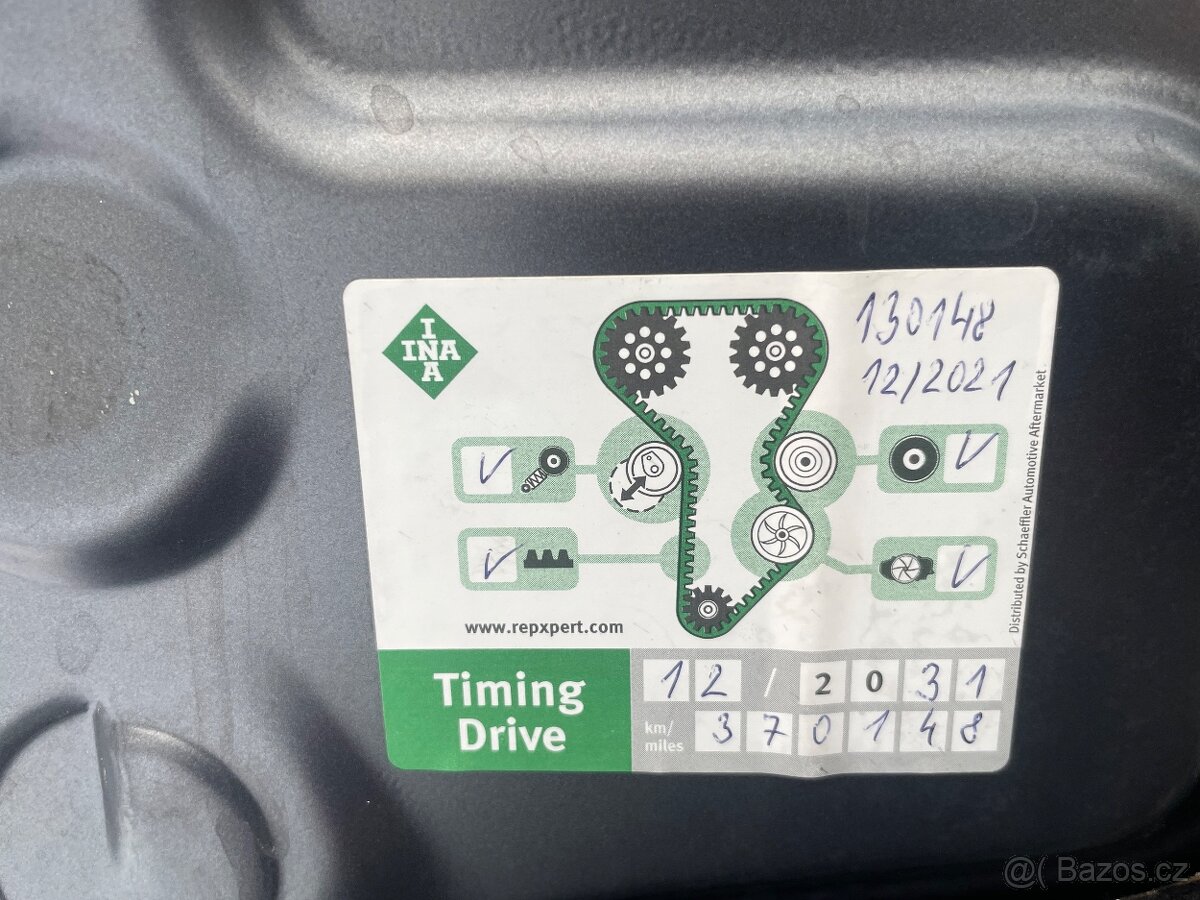 I
INA
A
130148
12/2021
Distributed by Schaeffler Automotive Aftermarket
www.repxpert.com
Timing
Drive
12 / 2031
km/
miles
370148
@( Bazos.cz